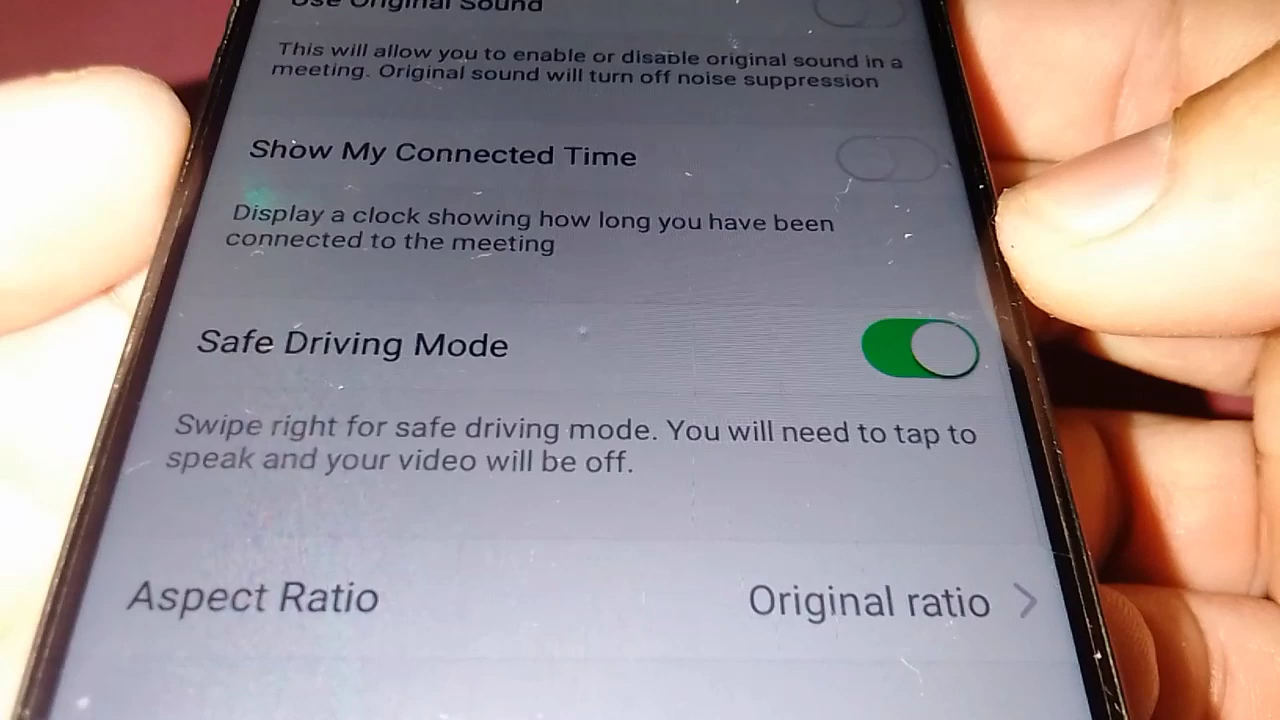 Use Original Sound
This will allow you to enable or disable original sound in a
meeting. Original sound will turn off noise suppression
Show My Connected Time
Display a clock showing how long you have been
connected to the meeting
Safe Driving Mode
Swipe right for safe driving mode. You will need to tap to
speak and your video will be off.
Aspect Ratio
Original ratio